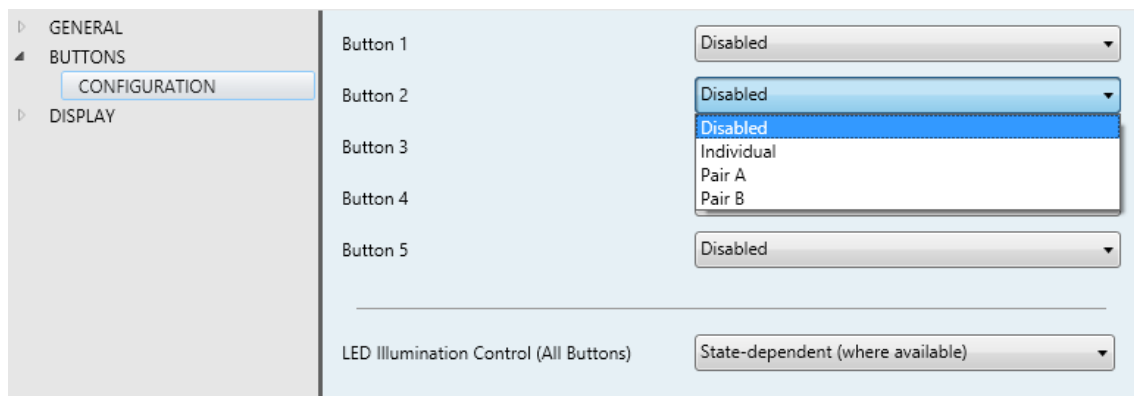 GENERAL
BUTTONS
CONFIGURATION
DISPLAY
Button 1
Disabled
Button 2
Disabled
Disabled
Individual
Pair A
Pair B
Button 3
Button 4
Button 5
Disabled
LED Illumination Control (All Buttons)
State-dependent (where available)